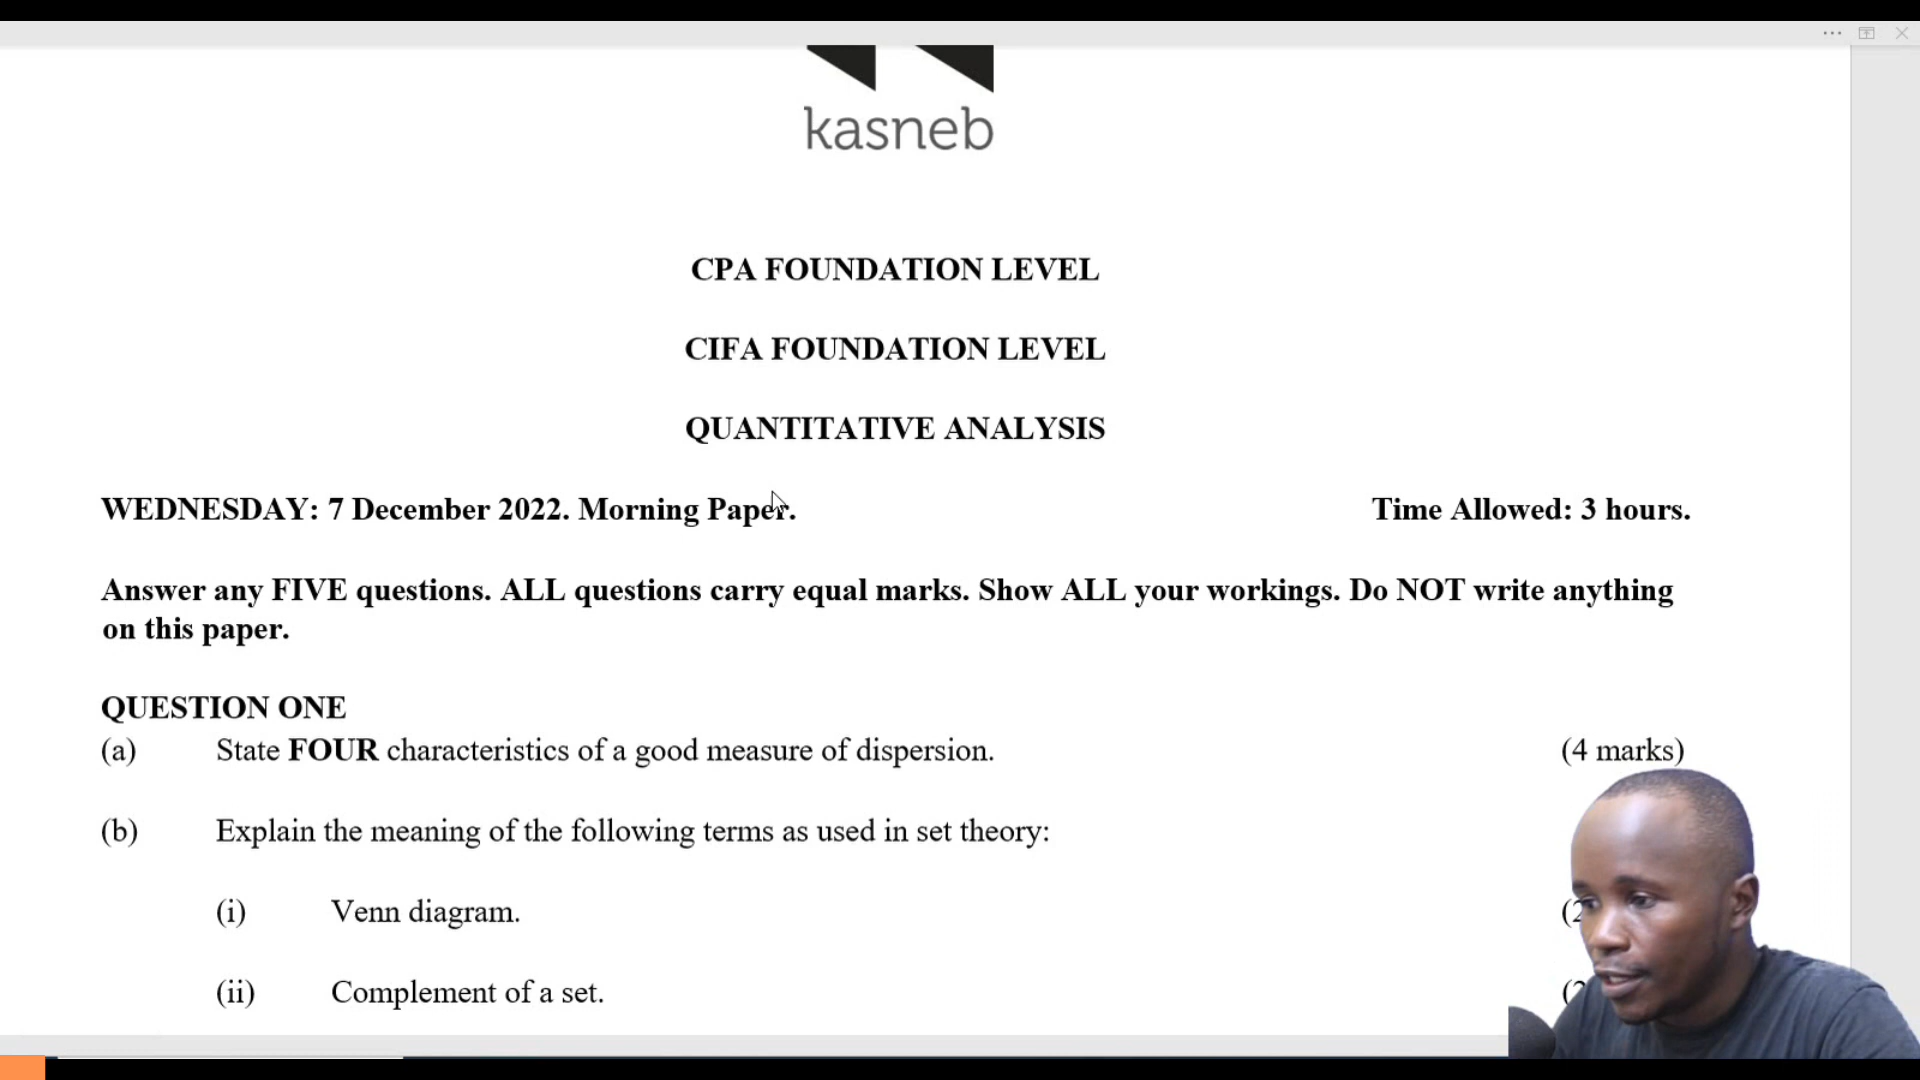 kasneb
CPA FOUNDATION LEVEL
CIFA FOUNDATION LEVEL
QUANTITATIVE ANALYSIS
WEDNESDAY: 7 December 2022. Morning Paper. Time Allowed: 3 hours.
Answer any FIVE questions. ALL questions carry equal marks. Show ALL your workings. Do NOT write anything
on this paper.
QUESTION ONE
(a) State FOUR characteristics of a good measure of dispersion. (4 marks)
(b) Explain the meaning of the following terms as used in set theory:
(i) Venn diagram.
(ii) Complement of a set.